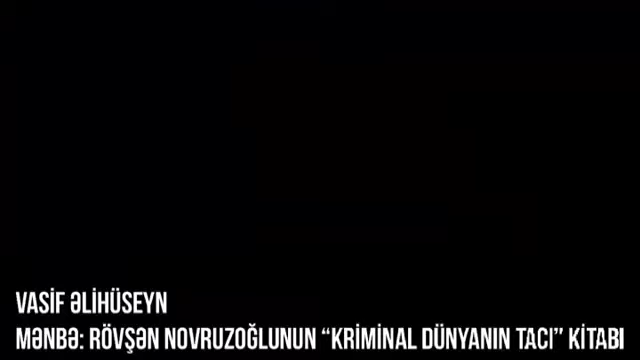 VASİF ƏLİHÜSEYN
MƏNBƏ: RÖVŞƏN NOVRUZOĞLUNUN “KRİMİNAL DÜNYANIN TACI” KİTABI